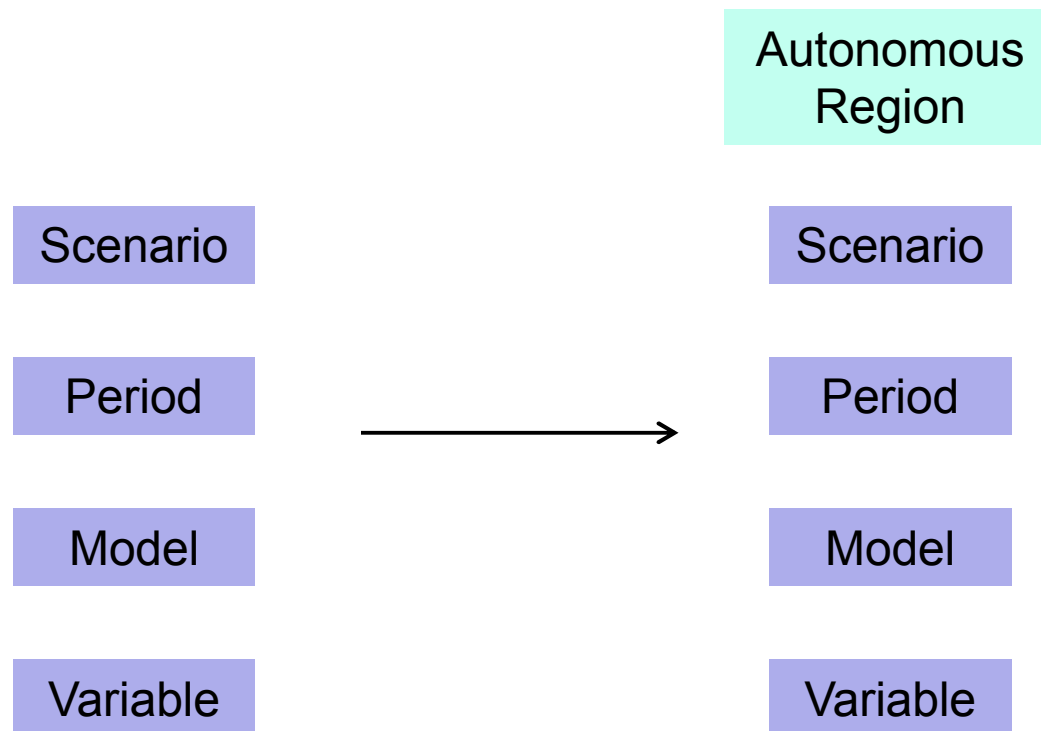 Autonomous
Region
Scenario
Scenario
Period
Period
Model
Model
Variable
Variable